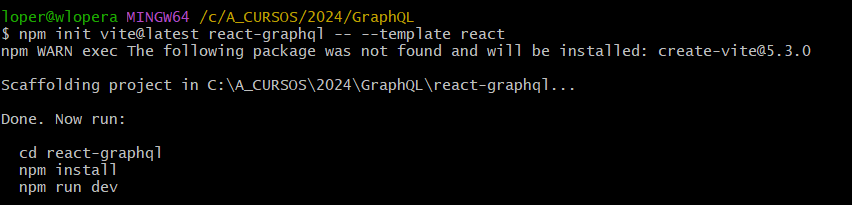 loper@wlopera MINGW64 /c/A_CURSOS/2024/GraphQL
$ npm init vite@latest react-graphql -- --template react
npm WARN exec The following package was not found and will be installed: create-vite@5.3.0
Scaffolding project in C:\A_CURSOS\2024\GraphQL\react-graphql...
Done. Now run:
cd react-graphql
npm install
npm run dev